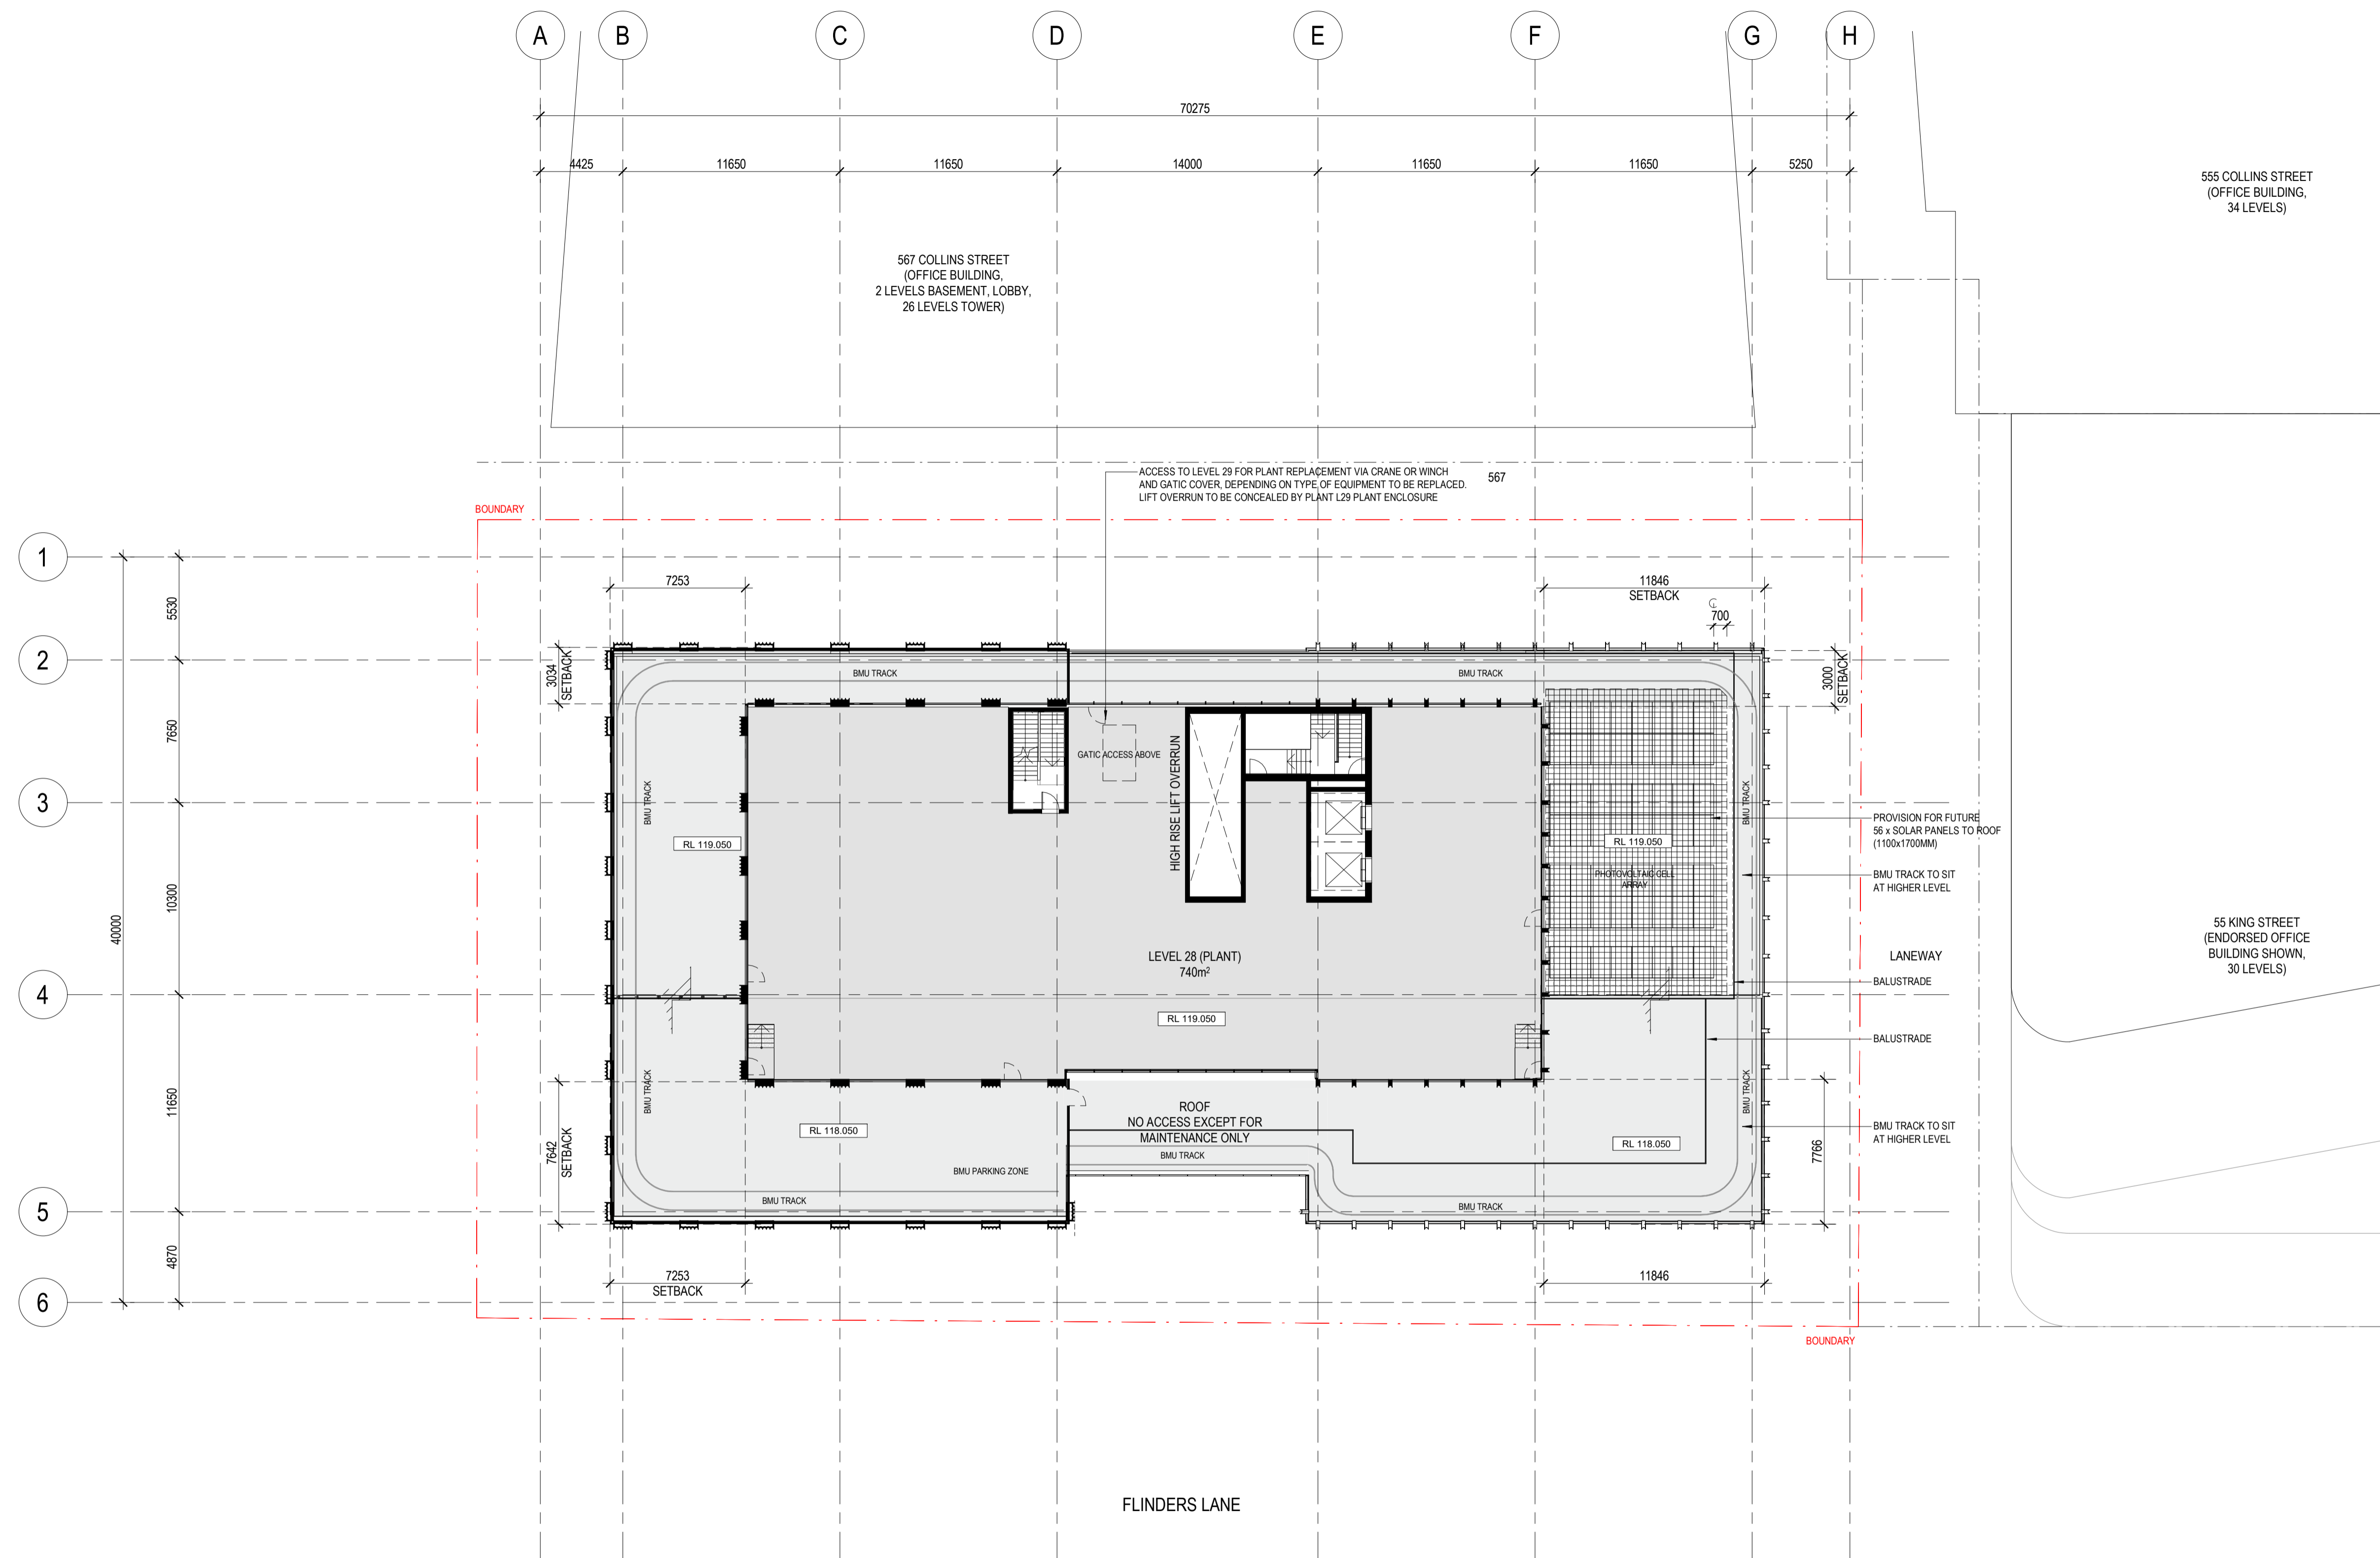 A
B
C
D
E
F
G
H
70275
4425
11650
11650
14000
11650
11650
5250
555 COLLINS STREET
(OFFICE BUILDING,
34 LEVELS)
567 COLLINS STREET
(OFFICE BUILDING,
2 LEVELS BASEMENT, LOBBY,
26 LEVELS TOWER)
ACCESS TO LEVEL 29 FOR PLANT REPLACEMENT VIA CRANE OR WINCH
AND GATIC COVER, DEPENDING ON TYPE OF EQUIPMENT TO BE REPLACED.
LIFT OVERRUN TO BE CONCEALED BY PLANT L29 PLANT ENCLOSURE
567
BOUNDARY
1
2
3
4
5
6
40000
5530
7650
10300
11650
4870
7253
11846
SETBACK
700
3034
SETBACK
3000
SETBACK
BMU TRACK
BMU TRACK
GATIC ACCESS ABOVE
HIGH RISE LIFT OVERRUN
BMU TRACK
BMU TRACK
RL 119.050
RL 119.050
PROVISION FOR FUTURE
56 x SOLAR PANELS TO ROOF
(1100x1700MM)
PHOTOVOLTAIC CELL
ARRAY
BMU TRACK TO SIT
AT HIGHER LEVEL
55 KING STREET
(ENDORSED OFFICE
BUILDING SHOWN,
30 LEVELS)
LEVEL 28 (PLANT)
740m²
LANEWAY
BALUSTRADE
RL 119.050
BALUSTRADE
BMU TRACK
BMU TRACK
ROOF
NO ACCESS EXCEPT FOR
MAINTENANCE ONLY
RL 118.050
RL 118.050
BMU TRACK TO SIT
AT HIGHER LEVEL
7642
SETBACK
7766
BMU TRACK
BMU PARKING ZONE
BMU TRACK
BMU TRACK
7253
SETBACK
11846
BOUNDARY
FLINDERS LANE